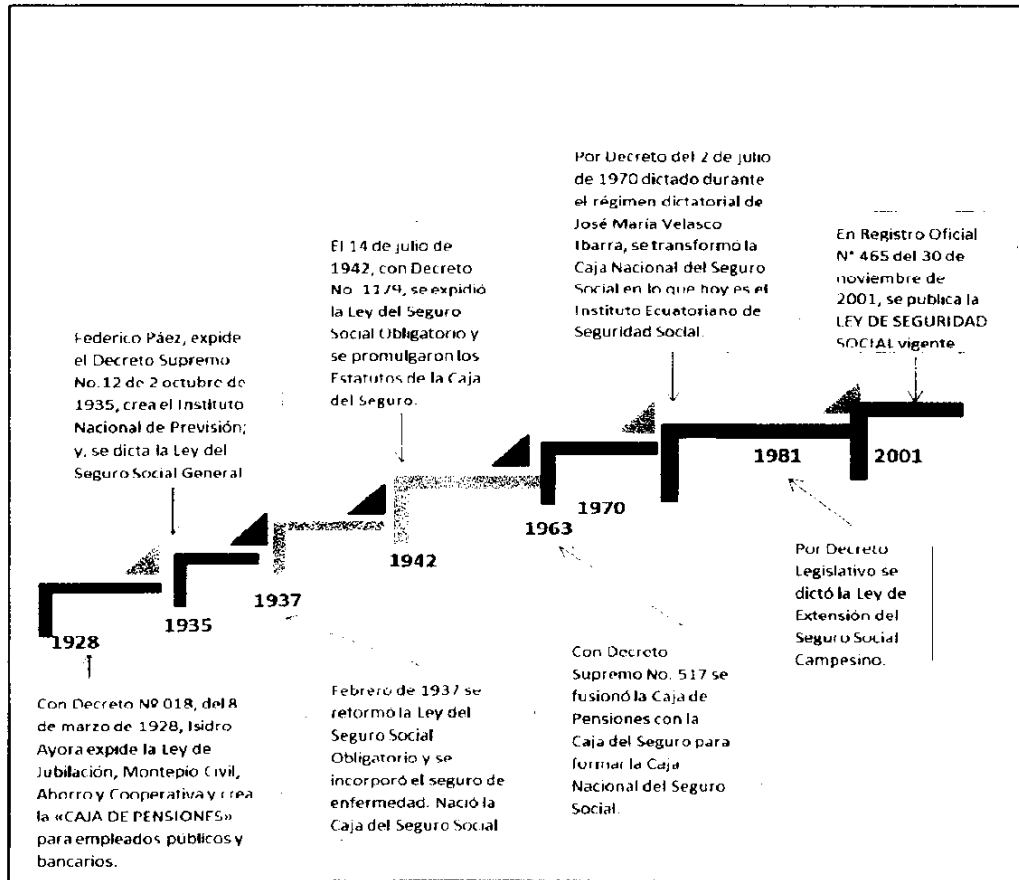 Por Decreto del 2 de julio
de 1970 dictado durante
el régimen dictatorial de
José María Velasco
Ibarra, se transformó la
Caja Nacional del Seguro
Social en lo que hoy es el
Instituto Ecuatoriano de
Seguridad Social.
En Registro Oficial
N° 465 del 30 de
noviembre de
2001, se publica la
LEY DE SEGURIDAD
SOCIAL vigente
El 14 de julio de
1942, con Decreto
No. 1179, se expidió
la Ley del Seguro
Social Obligatorio y
se promulgaron los
Estatutos de la Caja
del Seguro.
Federico Páez, expide
el Decreto Supremo
No.12 de 2 octubre de
1935, crea el Instituto
Nacional de Previsión;
y, se dicta la Ley del
Seguro Social General
1928
1935
1937
1942
1963
1970
1981
2001
Con Decreto Nº 018, del 8
de marzo de 1928, Isidro
Ayora expide la Ley de
Jubilación, Montepío Civil,
Ahorro y Cooperativa y crea
la «CAJA DE PENSIONES»
para empleados públicos y
bancarios.
Febrero de 1937 se
reformó la Ley del
Seguro Social
Obligatorio y se
incorporó el seguro de
enfermedad. Nació la
Caja del Seguro Social
Con Decreto
Supremo No. 517 se
fusionó la Caja de
Pensiones con la
Caja del Seguro para
formar la Caja
Nacional del Seguro
Social.
Por Decreto
Legislativo se
dictó la Ley de
Extensión del
Seguro Social
Campesino.